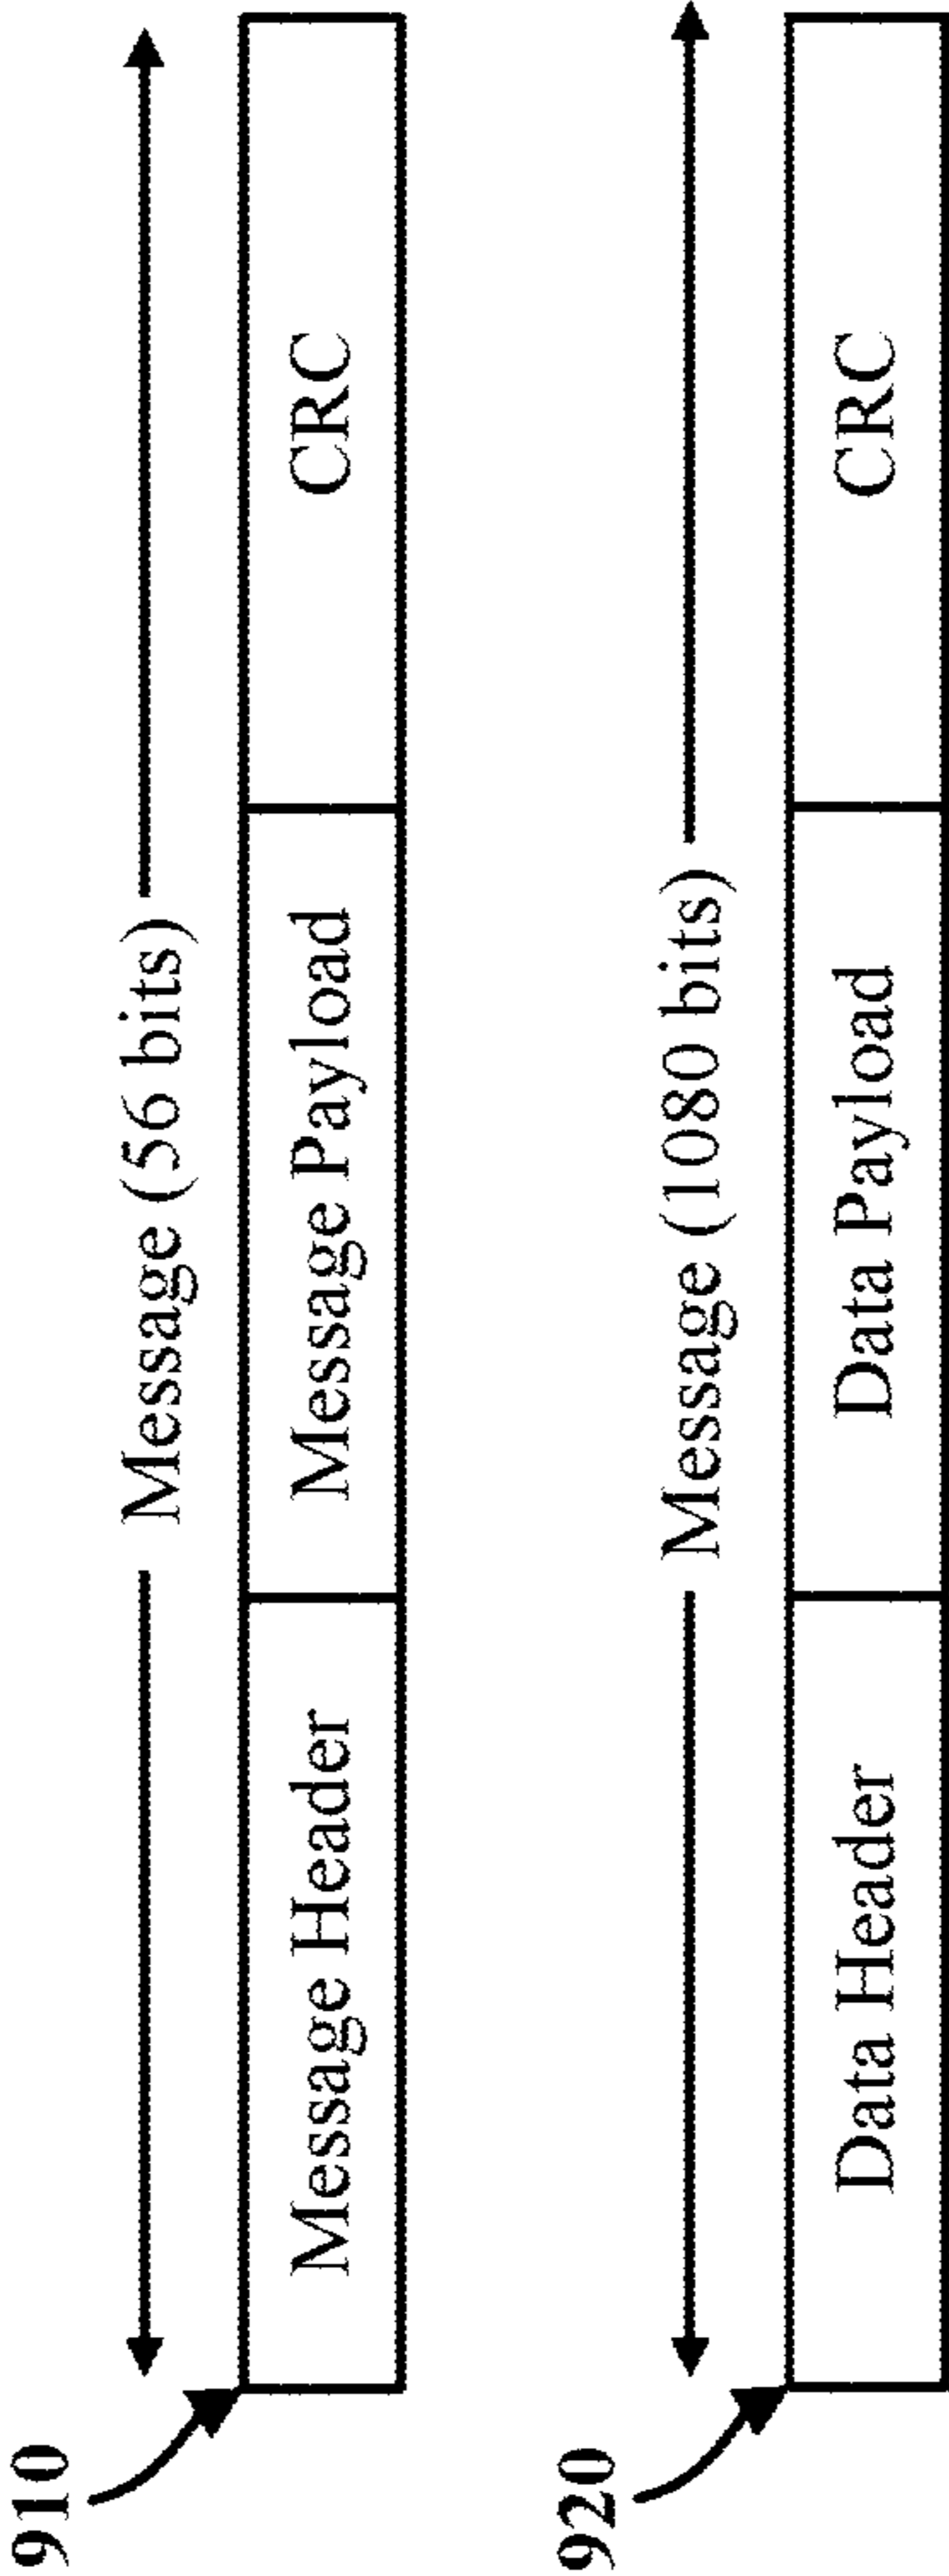 910
Message (56 bits)
Message Header Message Payload CRC
920
Message (1080 bits)
Data Header Data Payload CRC